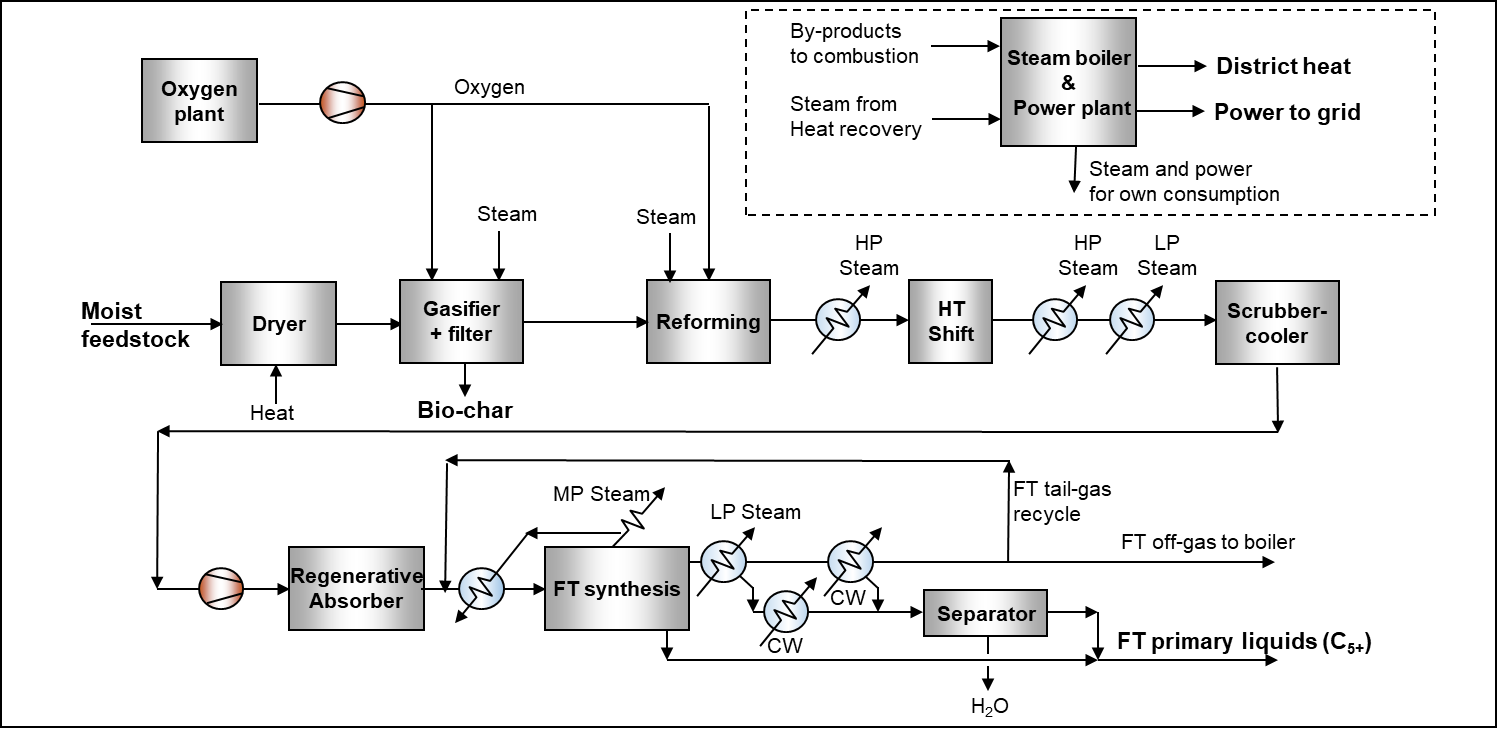 By-products
to combustion
Steam from
Heat recovery
Steam boiler
&
Power plant
District heat
Power to grid
Steam and power
for own consumption
Oxygen
plant
Oxygen
Steam
Steam
HP
Steam
HP
Steam
LP
Steam
Moist
feedstock
Dryer
Gasifier
+ filter
Reforming
HT
Shift
Scrubber-
cooler
Heat
Bio-char
MP Steam
LP Steam
FT tail-gas
recycle
FT off-gas to boiler
Regenerative
Absorber
FT synthesis
CW
CW
Separator
FT primary liquids (C5+)
H2O